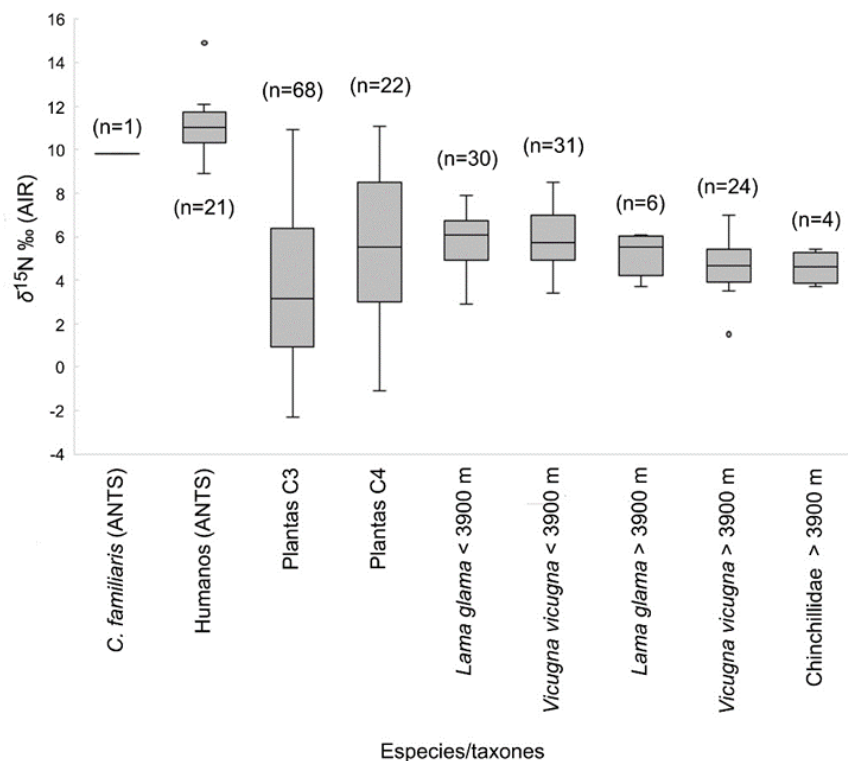 16
14
12
10
8
6
4
2
0
-2
-4
δ15N ‰ (AIR)
(n=1)
(n=21)
(n=68)
(n=22)
(n=30)
(n=31)
(n=6)
(n=24)
(n=4)
C. familiaris (ANTS)
Humanos (ANTS)
Plantas C3
Plantas C4
Lama glama < 3900 m
Vicugna vicugna < 3900 m
Lama glama > 3900 m
Vicugna vicugna > 3900 m
Chinchillidae > 3900 m
Especies/taxones